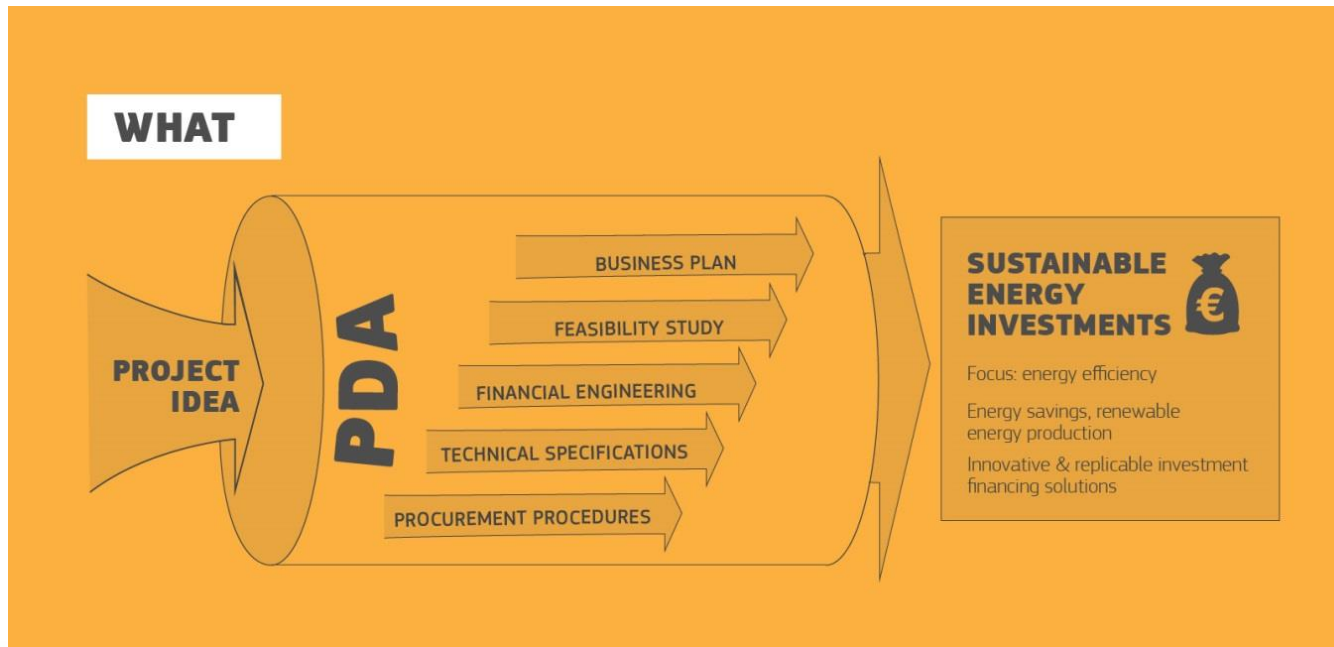 WHAT
PROJECT
IDEA
PDA
BUSINESS PLAN
FEASIBILITY STUDY
FINANCIAL ENGINEERING
TECHNICAL SPECIFICATIONS
PROCUREMENT PROCEDURES
SUSTAINABLE
ENERGY
INVESTMENTS
€
Focus: energy efficiency
Energy savings, renewable
energy production
Innovative & replicable investment
financing solutions